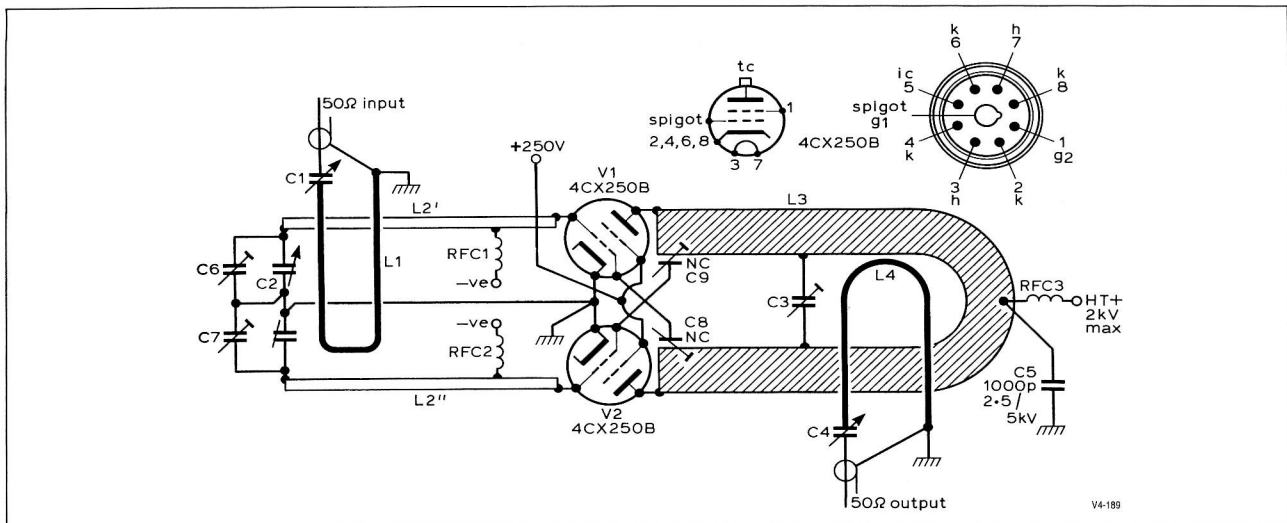 50Ω input
C1
L2'
L1
C6
C2
C7
L2"
RFC1
-ve
-ve
RFC2
+250V
V1
4CX250B
V2
4CX250B
tc
spigot
2,4,6,8
1
3 7
4CX250B
k
6
h
7
ic
5
k
8
spigot
g1
4
k
1
g2
3
h
2
k
L3
NC
C9
C8
NC
C3
L4
RFC3
HT+
2kV
max
C5
1000p
2·5
/
5kV
C4
50Ω output
V4-189